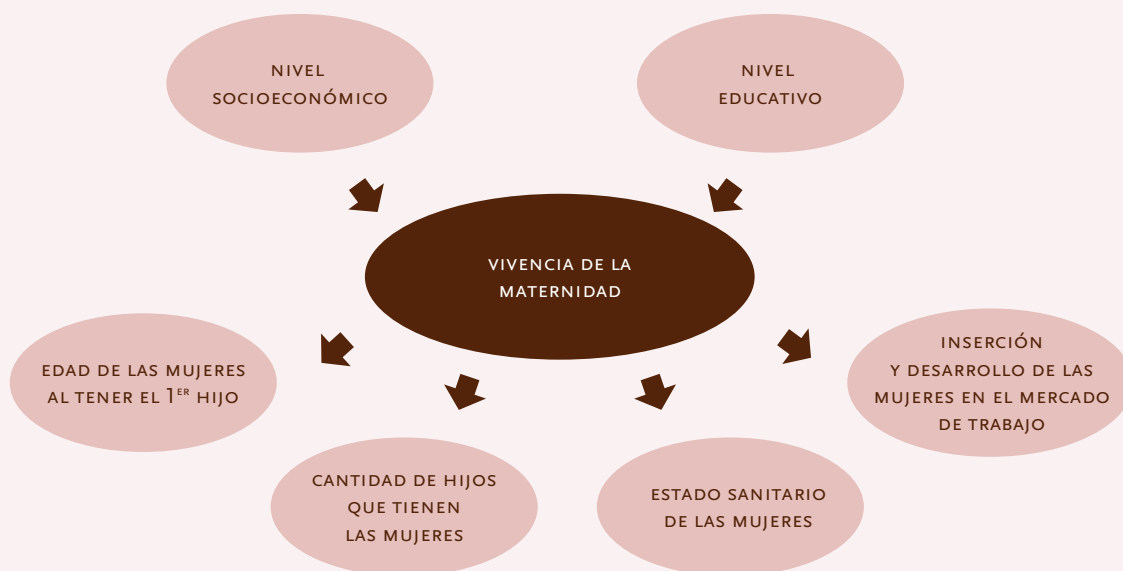 NIVEL
SOCIOECONÓMICO
NIVEL
EDUCATIVO
VIVENCIA DE LA
MATERNIDAD
EDAD DE LAS MUJERES
AL TENER EL 1ER HIJO
CANTIDAD DE HIJOS
QUE TIENEN
LAS MUJERES
ESTADO SANITARIO
DE LAS MUJERES
INSERCIÓN
Y DESARROLLO DE LAS
MUJERES EN EL MERCADO
DE TRABAJO